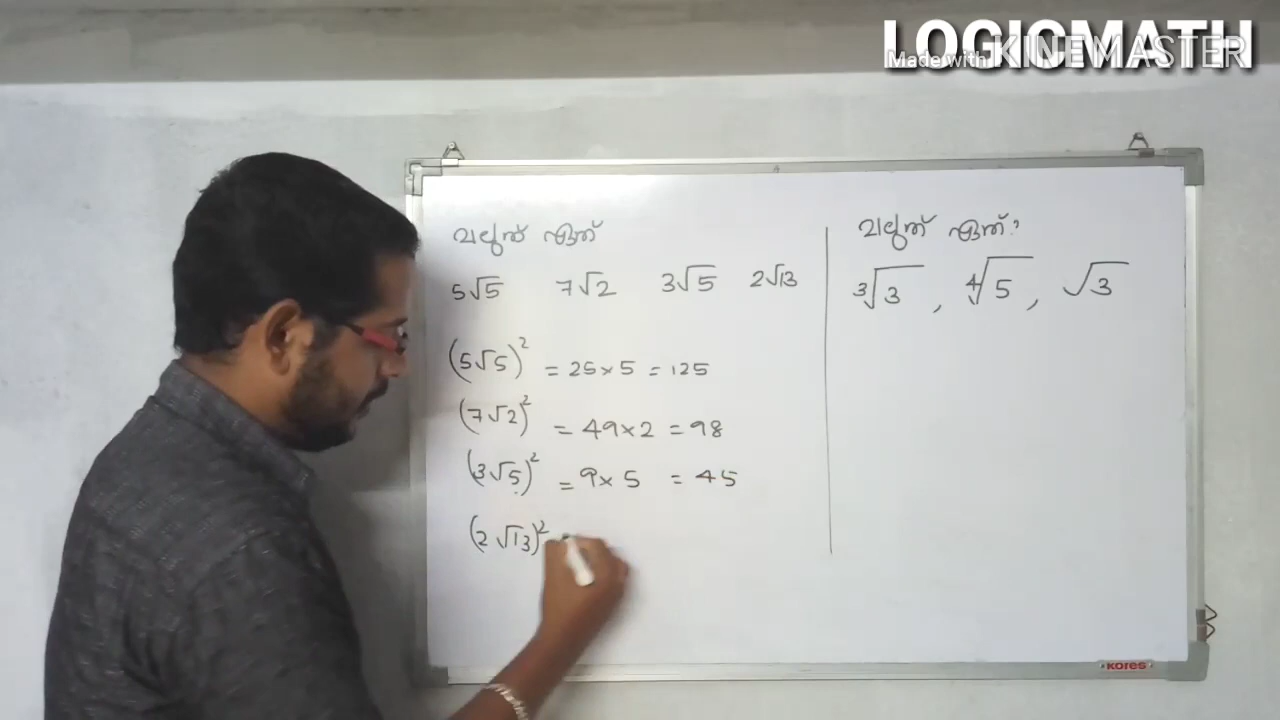 LOGICMATH
Made with KINEMASTER
വലുത് ഏത്
5√5 7√2 3√5 2√13
(5√5)² = 25×5 = 125
(7√2)² = 49×2 = 98
(3√5)² = 9×5 = 45
(2√13)²
വലുത് ഏത്?
∛3 , ∜5 , √3
KORES